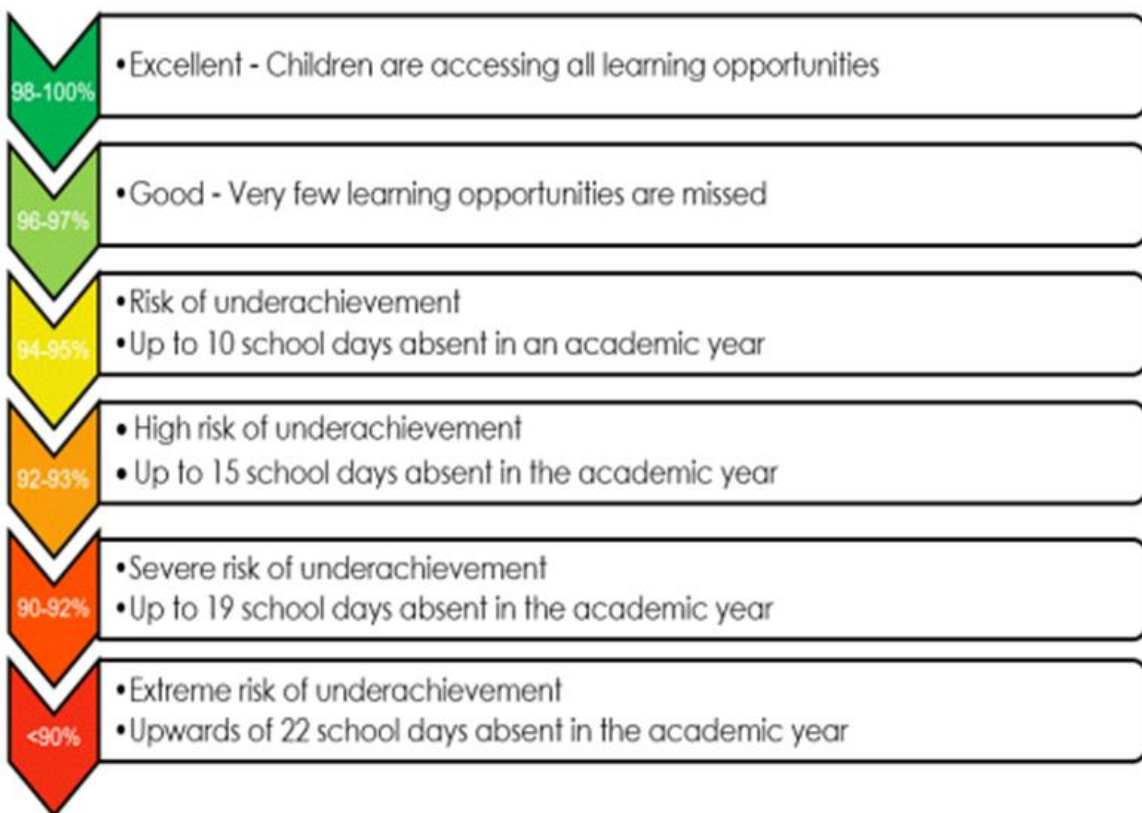 98-100%
•Excellent - Children are accessing all learning opportunities
96-97%
•Good - Very few learning opportunities are missed
94-95%
•Risk of underachievement
•Up to 10 school days absent in an academic year
92-93%
• High risk of underachievement
• Up to 15 school days absent in the academic year
90-92%
•Severe risk of underachievement
•Up to 19 school days absent in the academic year
<90%
•Extreme risk of underachievement
•Upwards of 22 school days absent in the academic year